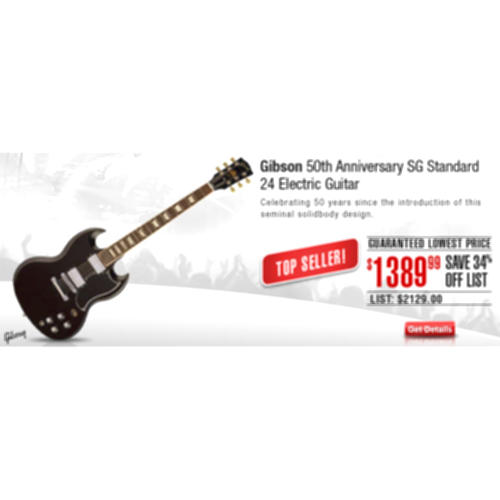 Gibson 50th Anniversary SG Standard
24 Electric Guitar
Celebrating 50 years since the introduction of this
seminal solidbody design.
TOP SELLER!
GUARANTEED LOWEST PRICE
$1389.99 SAVE 34%
OFF LIST
LIST: $2129.00
Get Details
Gibson